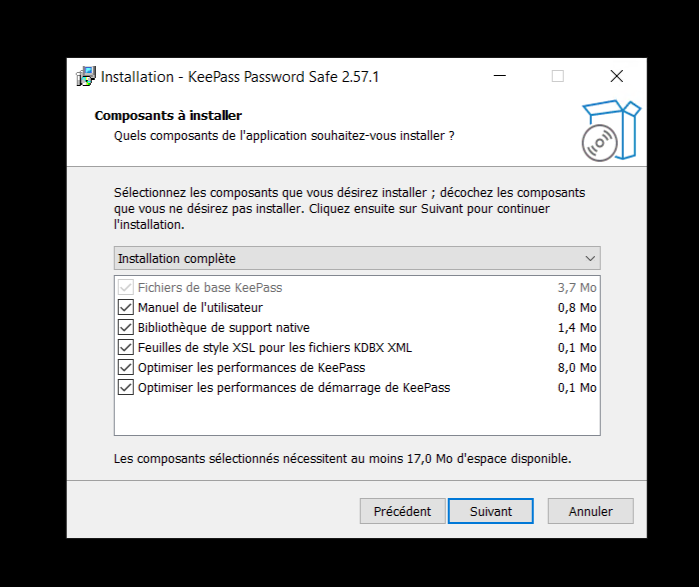 Installation - KeePass Password Safe 2.57.1
Composants à installer
Quels composants de l'application souhaitez-vous installer ?
Sélectionnez les composants que vous désirez installer ; décochez les composants
que vous ne désirez pas installer. Cliquez ensuite sur Suivant pour continuer
l'installation.
Installation complète
Fichiers de base KeePass 3,7 Mo
Manuel de l'utilisateur 0,8 Mo
Bibliothèque de support native 1,4 Mo
Feuilles de style XSL pour les fichiers KDBX XML 0,1 Mo
Optimiser les performances de KeePass 8,0 Mo
Optimiser les performances de démarrage de KeePass 0,1 Mo
Les composants sélectionnés nécessitent au moins 17,0 Mo d'espace disponible.
Précédent Suivant Annuler